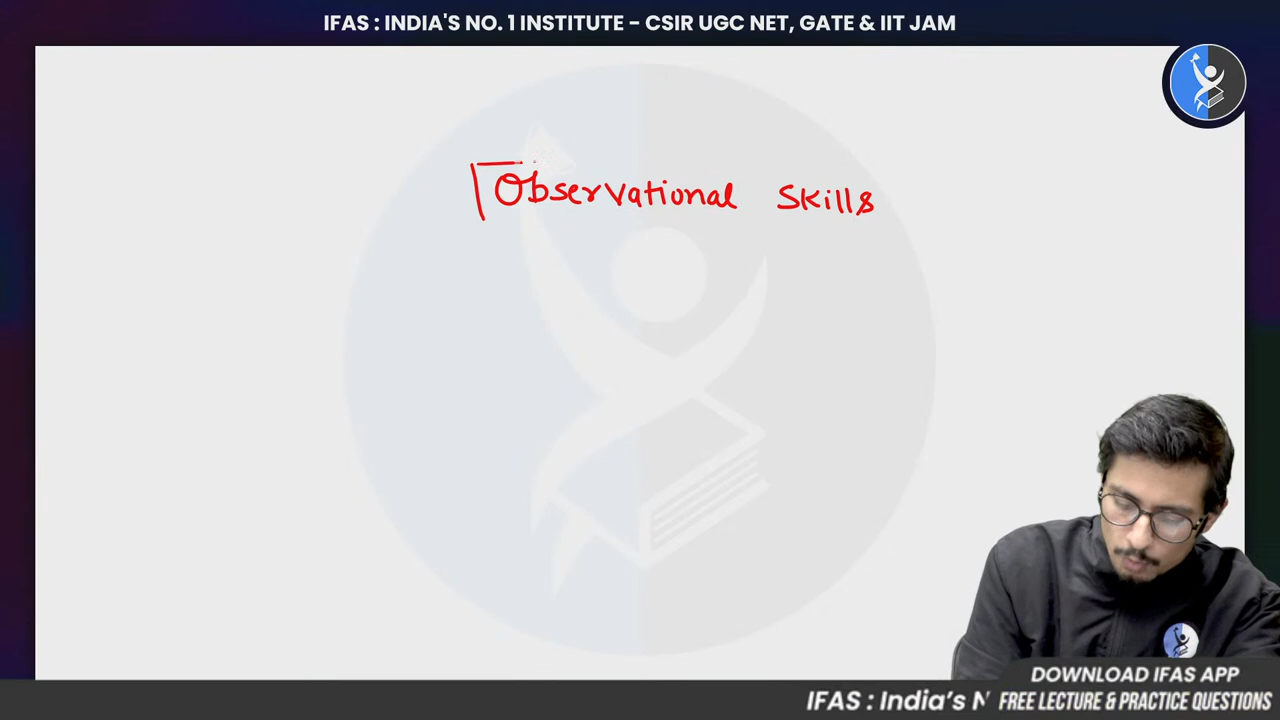 IFAS : INDIA'S NO. 1 INSTITUTE - CSIR UGC NET, GATE & IIT JAM
Observational Skills
DOWNLOAD IFAS APP
IFAS : India's N
FREE LECTURE & PRACTICE QUESTIONS